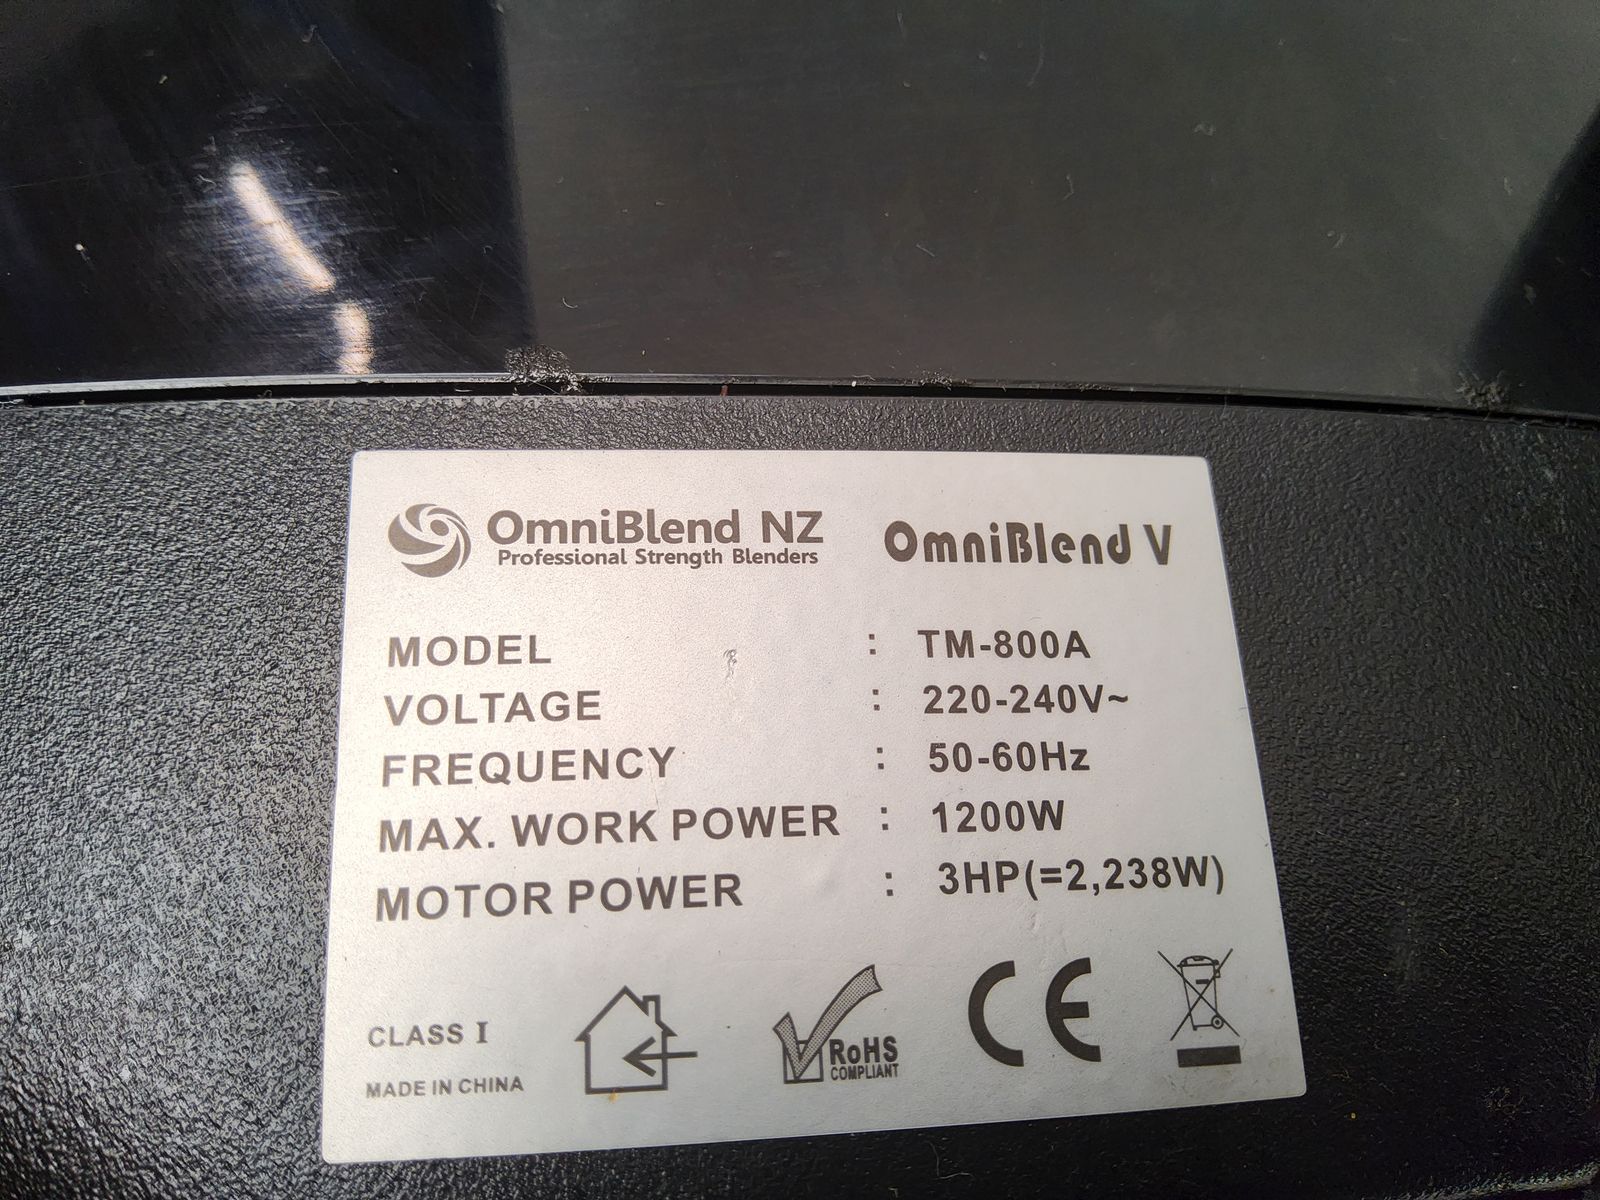 OmniBlend NZ
Professional Strength Blenders
OmniBlend V
MODEL : TM-800A
VOLTAGE : 220-240V~
FREQUENCY : 50-60Hz
MAX. WORK POWER : 1200W
MOTOR POWER : 3HP(=2,238W)
CLASS I
MADE IN CHINA
RoHS
COMPLIANT
CE